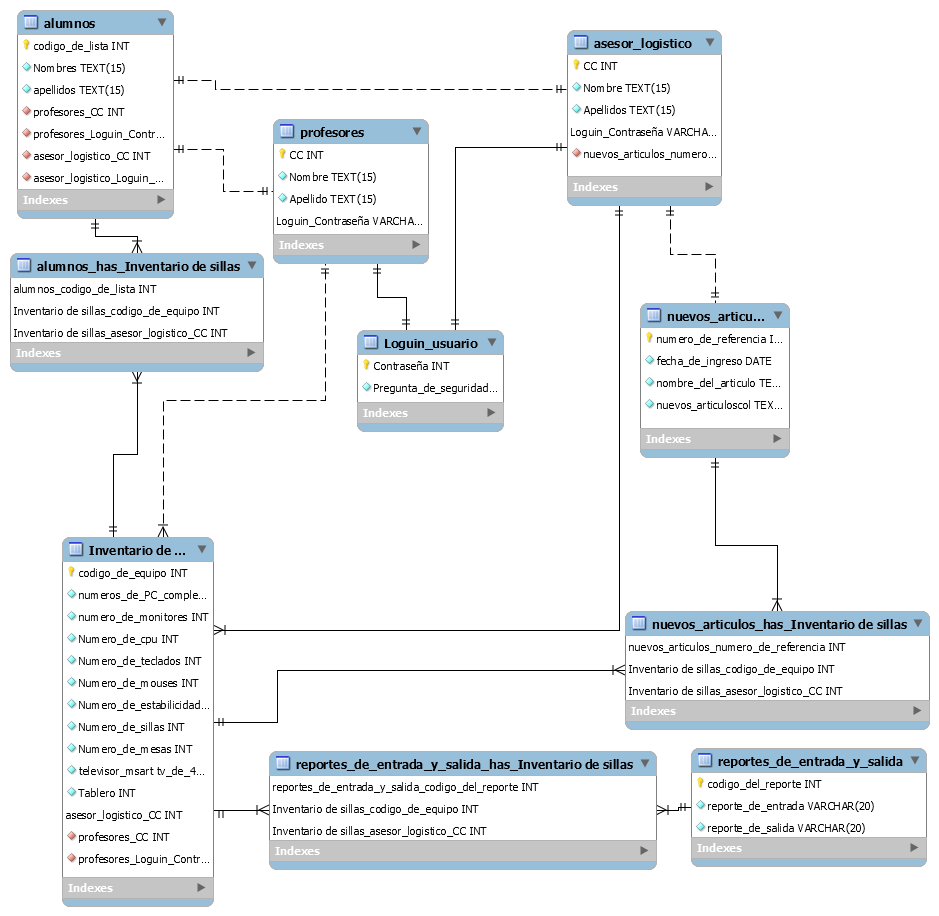 alumnos
codigo_de_lista INT
Nombres TEXT(15)
apellidos TEXT(15)
profesores_CC INT
profesores_Loguin_Contr...
asesor_logistico_CC INT
asesor_logistico_Loguin_...
Indexes
asesor_logistico
CC INT
Nombre TEXT(15)
Apellidos TEXT(15)
Loguin_Contraseña VARCHA...
nuevos_articulos_numero...
Indexes
profesores
CC INT
Nombre TEXT(15)
Apellido TEXT(15)
Loguin_Contraseña VARCHA...
Indexes
alumnos_has_Inventario de sillas
alumnos_codigo_de_lista INT
Inventario de sillas_codigo_de_equipo INT
Inventario de sillas_asesor_logistico_CC INT
Indexes
Loguin_usuario
Contraseña INT
Pregunta_de_seguridad...
Indexes
nuevos_articu...
numero_de_referencia I...
fecha_de_ingreso DATE
nombre_del_articulo TE...
nuevos_articuloscol TEX...
Indexes
Inventario de ...
codigo_de_equipo INT
numeros_de_PC_comple...
numero_de_monitores INT
Numero_de_cpu INT
Numero_de_teclados INT
Numero_de_mouses INT
Numero_de_estabilicidad...
Numero_de_sillas INT
Numero_de_mesas INT
televisor_msart tv_de_4...
Tablero INT
asesor_logistico_CC INT
profesores_CC INT
profesores_Loguin_Contr...
Indexes
nuevos_articulos_has_Inventario de sillas
nuevos_articulos_numero_de_referencia INT
Inventario de sillas_codigo_de_equipo INT
Inventario de sillas_asesor_logistico_CC INT
Indexes
reportes_de_entrada_y_salida_has_Inventario de sillas
reportes_de_entrada_y_salida_codigo_del_reporte INT
Inventario de sillas_codigo_de_equipo INT
Inventario de sillas_asesor_logistico_CC INT
Indexes
reportes_de_entrada_y_salida
codigo_del_reporte INT
reporte_de_entrada VARCHAR(20)
reporte_de_salida VARCHAR(20)
Indexes